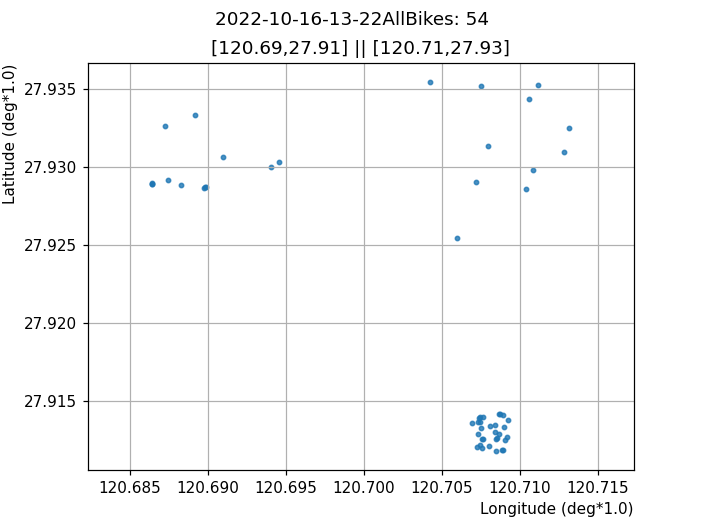 2022-10-16-13-22AllBikes: 54
[120.69,27.91] || [120.71,27.93]
Latitude (deg*1.0)
27.935
27.930
27.925
27.920
27.915
120.685 120.690 120.695 120.700 120.705 120.710 120.715
Longitude (deg*1.0)